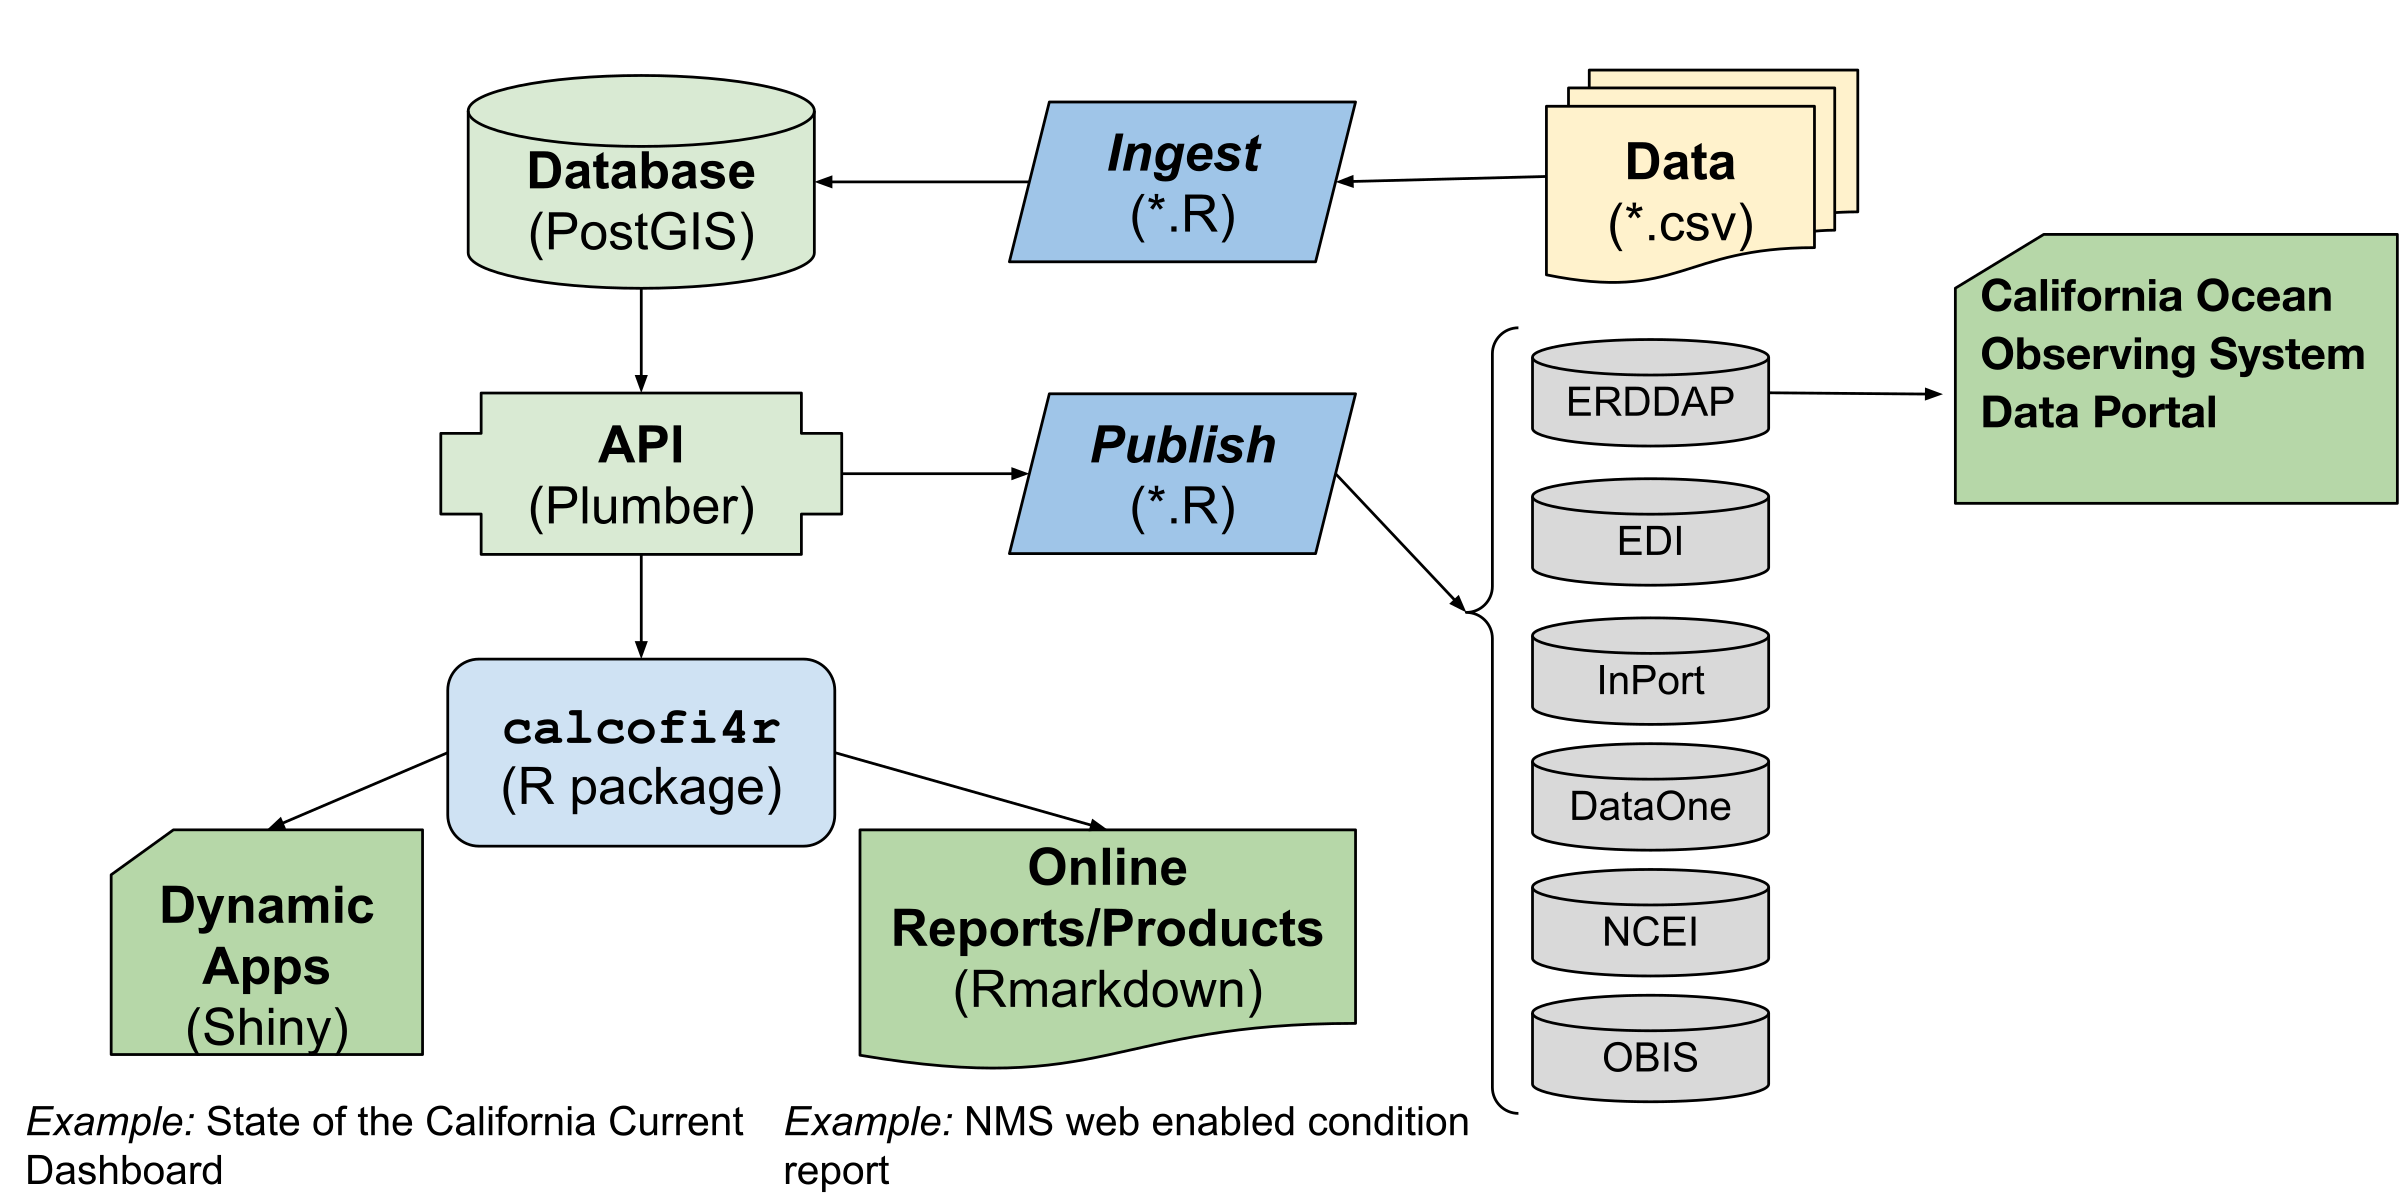 Database
(PostGIS)
Ingest
(*.R)
Data
(*.csv)
California Ocean
Observing System
Data Portal
API
(Plumber)
Publish
(*.R)
ERDDAP
EDI
InPort
DataOne
NCEI
OBIS
calcofi4r
(R package)
Dynamic
Apps
(Shiny)
Online
Reports/Products
(Rmarkdown)
Example: State of the California Current
Dashboard
Example: NMS web enabled condition
report